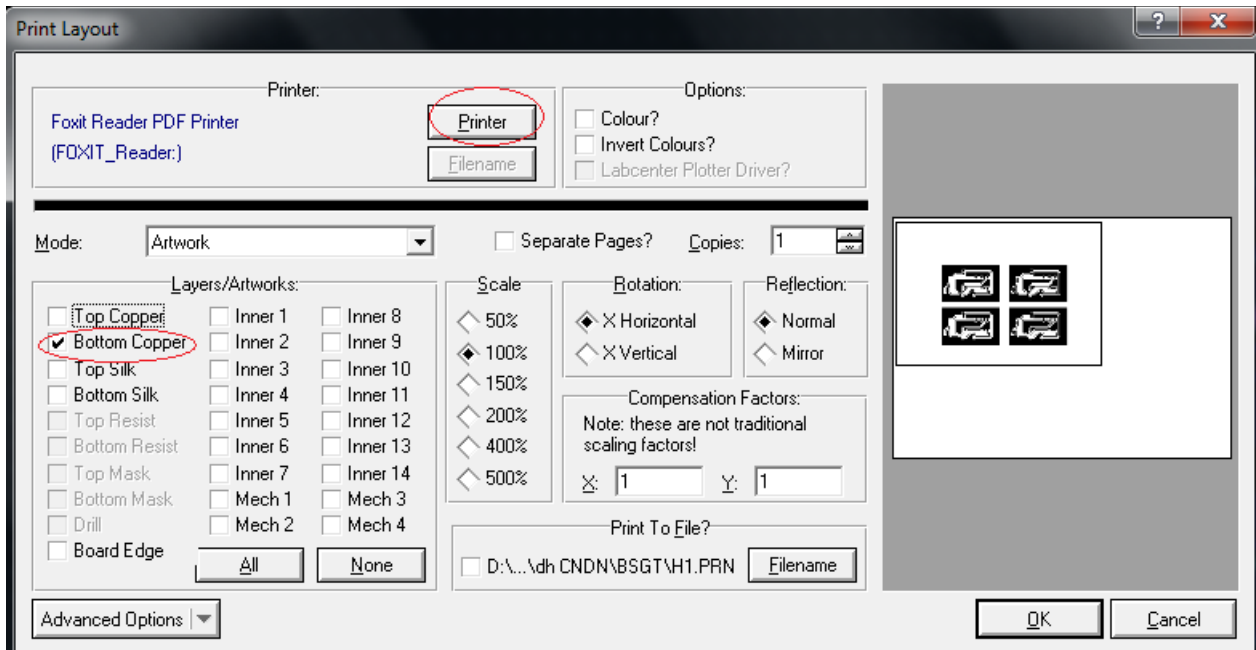 Print Layout
?
X
Printer:
Foxit Reader PDF Printer
(FOXIT_Reader:)
Printer
Filename
Options:
Colour?
Invert Colours?
Labcenter Plotter Driver?
Mode: Artwork
Separate Pages? Copies: 1
Layers/Artworks:
Top Copper Inner 1 Inner 8
Bottom Copper Inner 2 Inner 9
Top Silk Inner 3 Inner 10
Bottom Silk Inner 4 Inner 11
Top Resist Inner 5 Inner 12
Bottom Resist Inner 6 Inner 13
Top Mask Inner 7 Inner 14
Bottom Mask Mech 1 Mech 3
Drill Mech 2 Mech 4
Board Edge All None
Scale
50%
100%
150%
200%
400%
500%
Rotation:
X Horizontal
X Vertical
Reflection:
Normal
Mirror
Compensation Factors:
Note: these are not traditional
scaling factors!
X: 1 Y: 1
Print To File?
D:\...\dh CNDN\BSGT\H1.PRN Filename
Advanced Options
OK Cancel